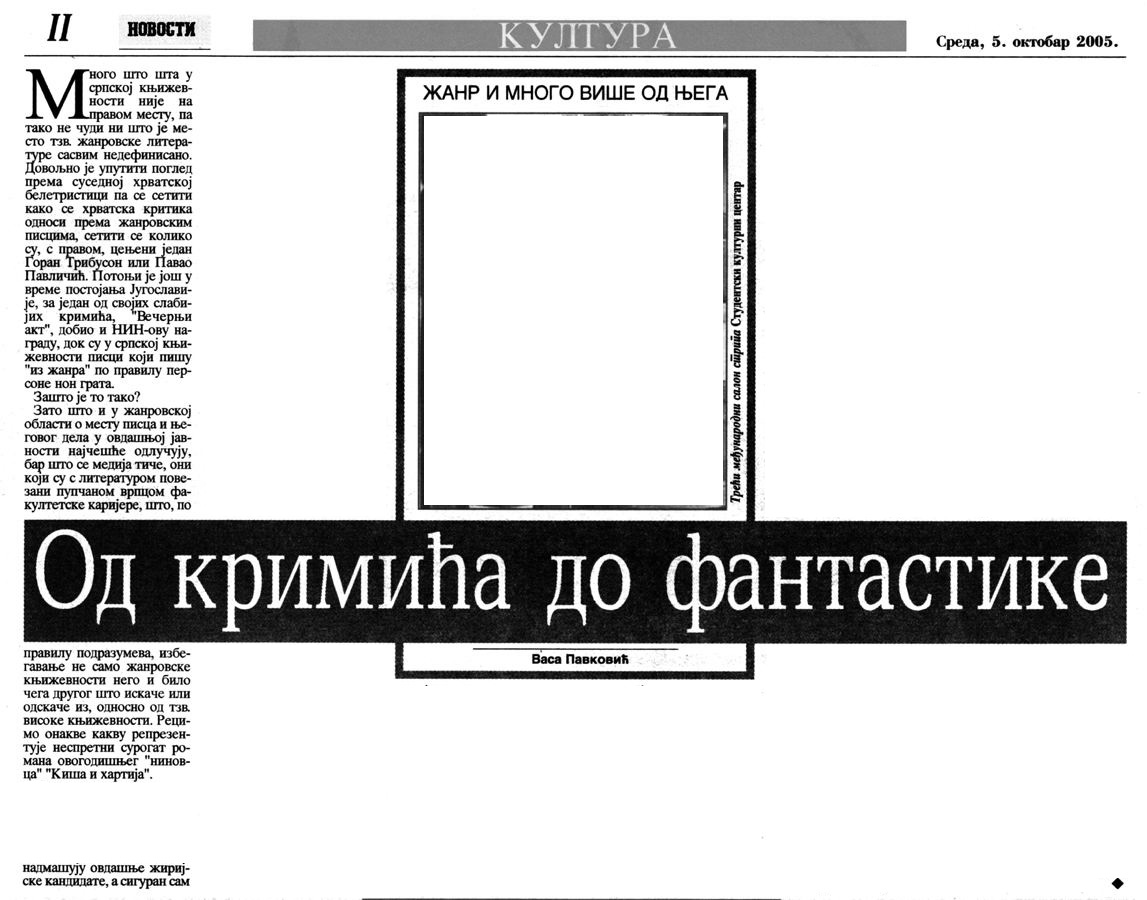 II
НОВОСТИ
КУЛТУРА
Среда, 5. октобар 2005.
Много што шта у
српској књижев-
ности није на
правом месту, па
тако не чуди ни што је ме-
сто тзв. жанровске литера-
туре сасвим недефинисано.
Довољно је упутити поглед
према суседној хрватској
белетристици па се сетити
како се хрватска критика
односи према жанровским
писцима, сетити се колико
су, с правом, цењени један
Горан Трибусон или Павао
Павличић. Потоњи је још у
време постојања Југослави-
је, за један од својих слаби-
јих кримића, "Вечерњи
акт", добио и НИН-ову на-
граду, док су у српској књи-
жевности писци који пишу
"из жанра" по правилу пер-
соне нон грата.
Зашто је то тако?
Зато што и у жанровској
области о месту писца и ње-
говог дела у овдашњој јав-
ности најчешће одлучују,
бар што се медија тиче, они
који су с литературом пове-
зани пупчаном врпцом фа-
култетске каријере, што, по
ЖАНР И МНОГО ВИШЕ ОД ЊЕГА
Трећи међународни салон стрипа Студентски културни центар
Од кримића до фантастике
Васа Павковић
правилу подразумева, избе-
гавање не само жанровске
књижевности него и било
чега другог што искаче или
одскаче из, односно од тзв.
високе књижевности. Реци-
мо онакве какву репрезен-
тује неспретни сурогат ро-
мана овогодишњег "нинов-
ца" "Киша и хартија".
надмашују овдашње жириј-
ске кандидате, а сигуран сам